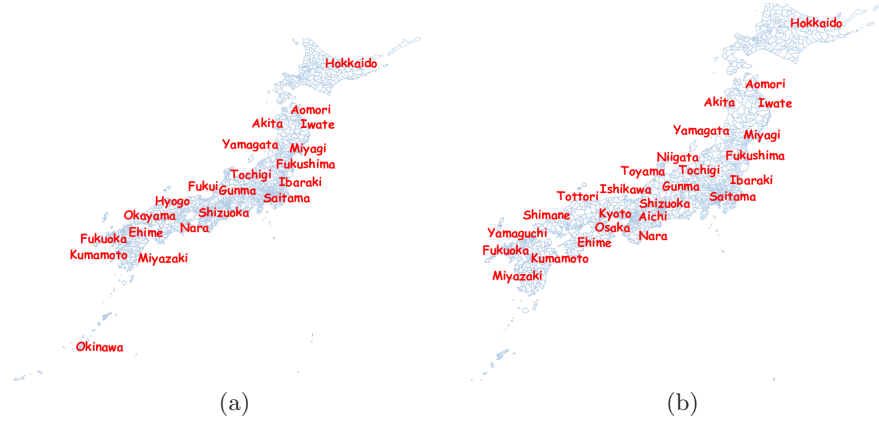 Hokkaido
Aomori
Akita Iwate
Yamagata Miyagi
Fukushima
Tochigi
Fukui Ibaraki
Gunma
Hyogo Saitama
Okayama Shizuoka
Ehime Nara
Fukuoka
Kumamoto Miyazaki
Okinawa
(a)
Hokkaido
Aomori
Akita Iwate
Yamagata Miyagi
Niigata Fukushima
Toyama Tochigi
Ibaraki
Ishikawa Gunma
Tottori Saitama
Shizuoka
Shimane Kyoto Aichi
Osaka
Yamaguchi Nara
Ehime
Fukuoka
Kumamoto
Miyazaki
(b)